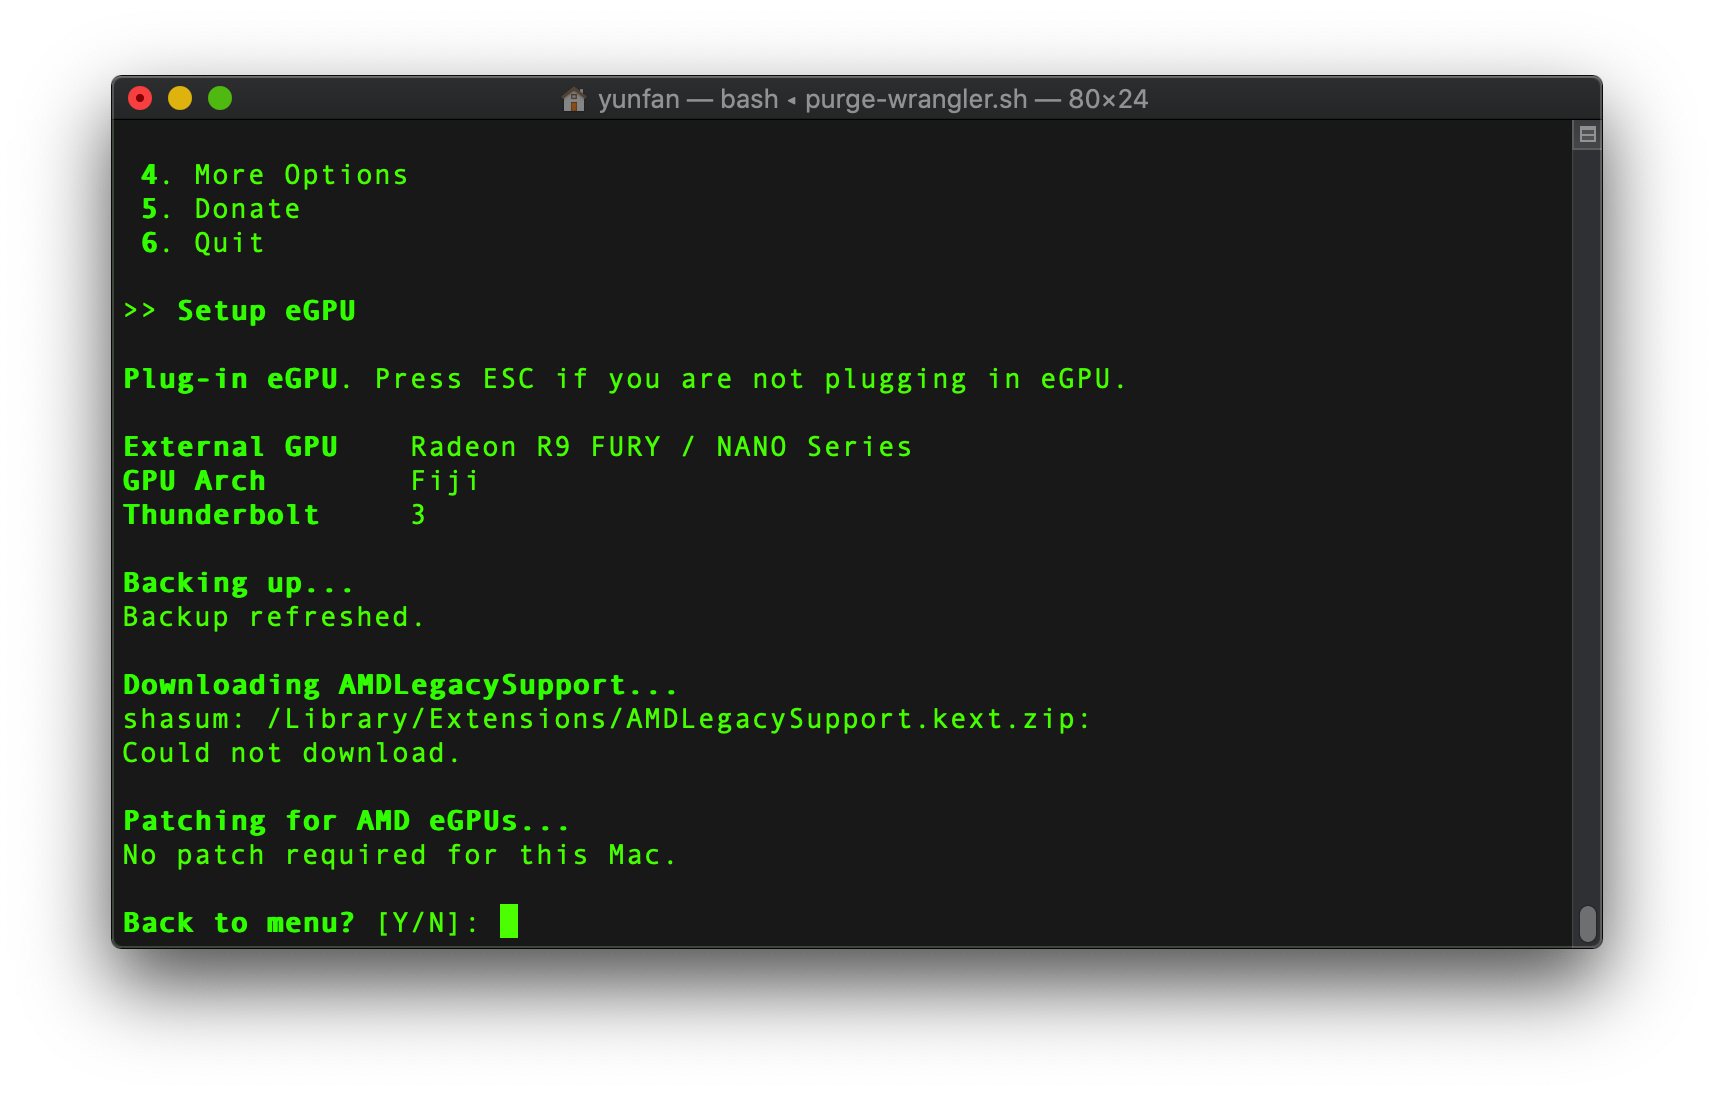 yunfan — bash ◂ purge-wrangler.sh — 80×24
4. More Options
5. Donate
6. Quit
>> Setup eGPU
Plug-in eGPU. Press ESC if you are not plugging in eGPU.
External GPU    Radeon R9 FURY / NANO Series
GPU Arch        Fiji
Thunderbolt     3
Backing up...
Backup refreshed.
Downloading AMDLegacySupport...
shasum: /Library/Extensions/AMDLegacySupport.kext.zip:
Could not download.
Patching for AMD eGPUs...
No patch required for this Mac.
Back to menu? [Y/N]: